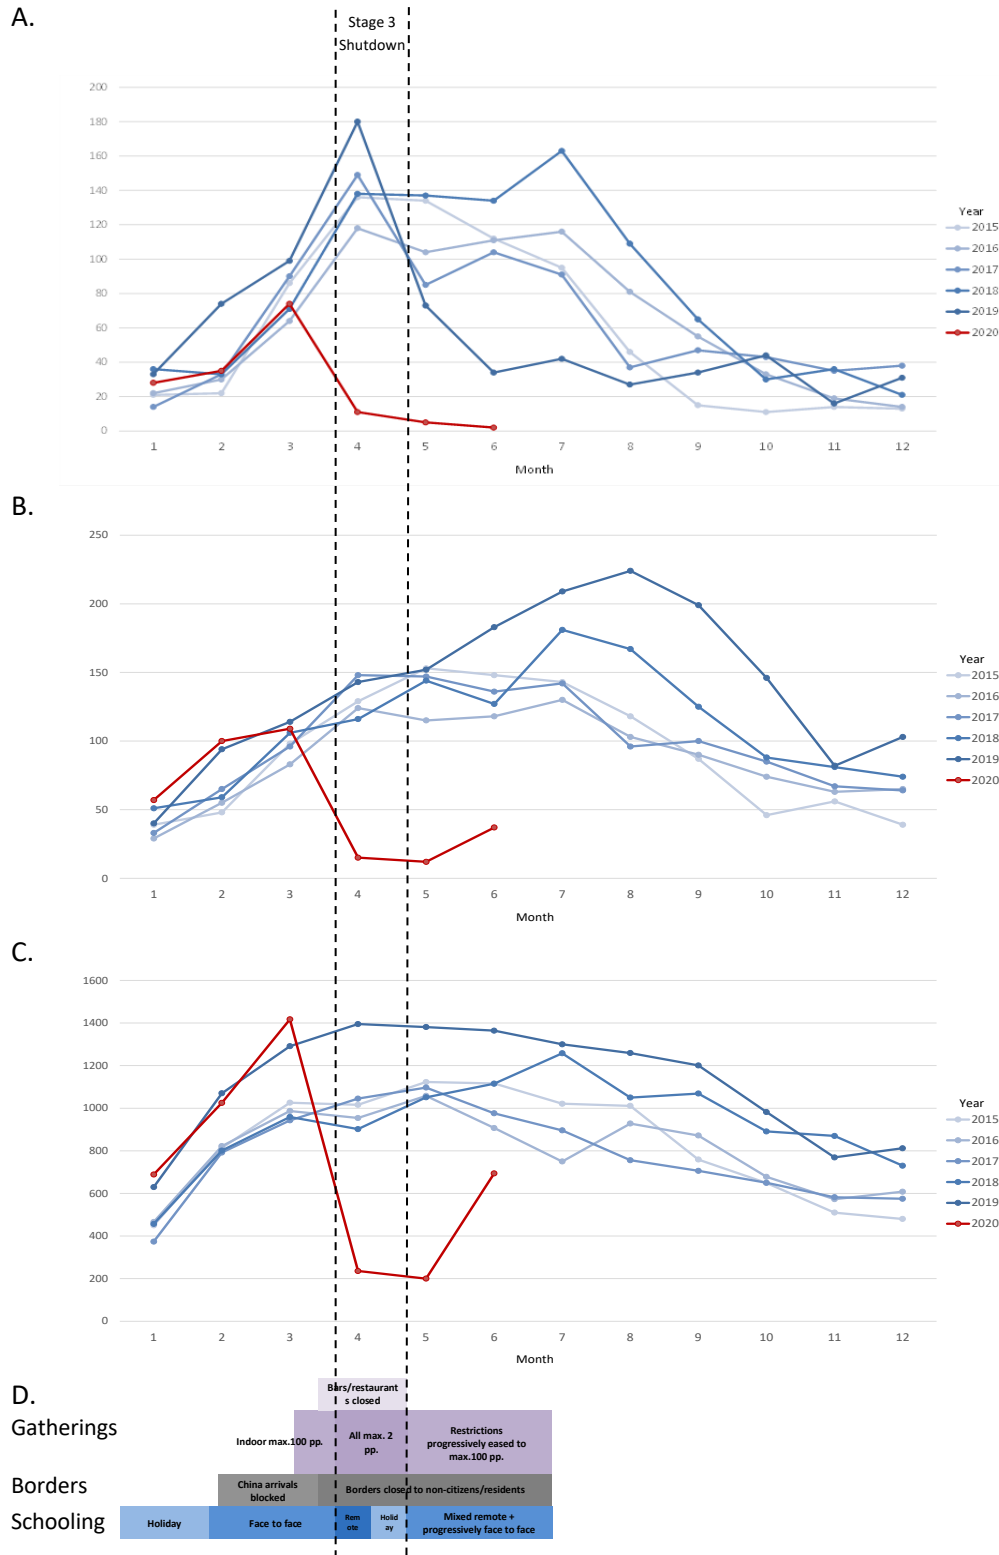 A.
Stage 3
Shutdown
200
180
160
140
120
100
80
60
40
20
0
1 2 3 4 5 6 7 8 9 10 11 12
Month
Year
2015
2016
2017
2018
2019
2020
B.
250
200
150
100
50
0
1 2 3 4 5 6 7 8 9 10 11 12
Month
Year
2015
2016
2017
2018
2019
2020
C.
1600
1400
1200
1000
800
600
400
200
0
1 2 3 4 5 6 7 8 9 10 11 12
Month
Year
2015
2016
2017
2018
2019
2020
D.
Bars/restaurant
s closed
Gatherings
Indoor max.100 pp.
All max. 2
pp.
Restrictions
progressively eased to
max.100 pp.
Borders
China arrivals
blocked
Borders closed to non-citizens/residents
Schooling
Holiday
Face to face
Rem
ote
Holid
ay
Mixed remote +
progressively face to face